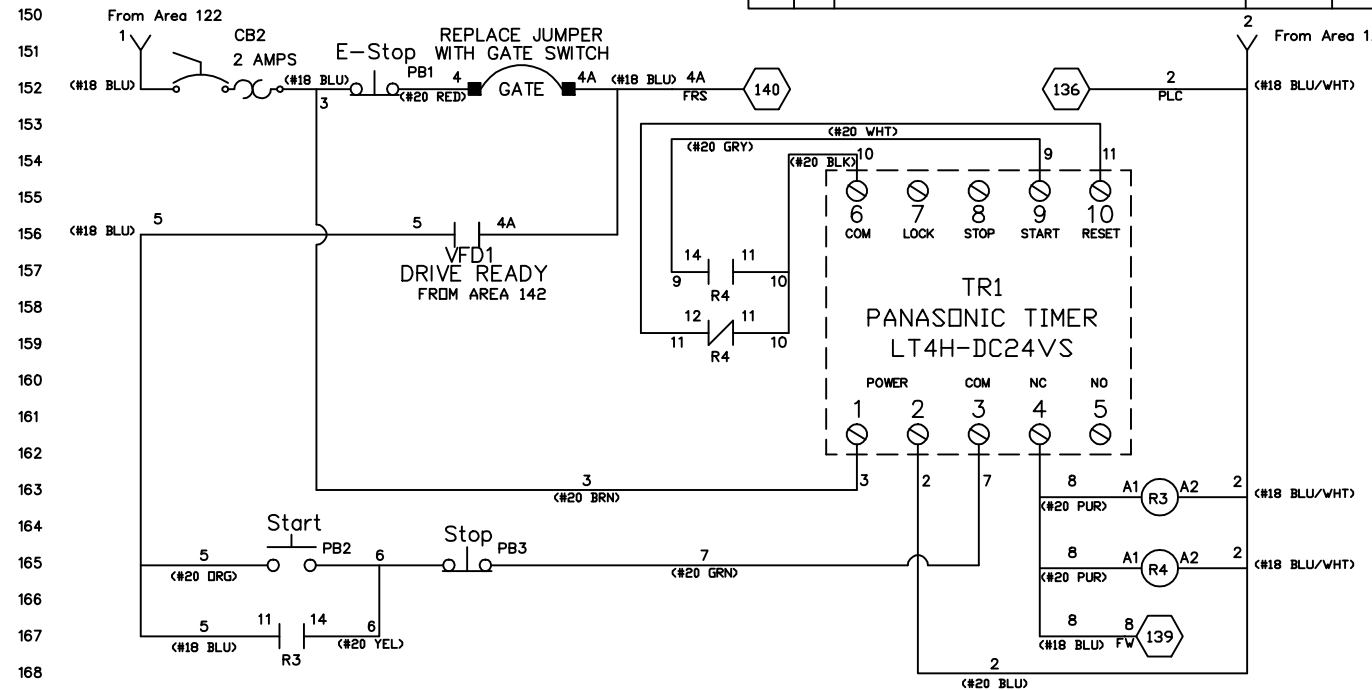 150
From Area 122
2
1
CB2
From Area 1
151
E-Stop
REPLACE JUMPER
WITH GATE SWITCH
2 AMPS
PB1
152
(#18 BLU)
(#18 BLU)
3
(#20 RED)
4
GATE
4A
(#18 BLU)
4A
FRS
140
136
2
PLC
(#18 BLU/WHT)
153
(#20 WHT)
(#20 GRY)
154
(#20 BLK)
10
9
11
155
6
7
8
9
10
COM
LOCK
STOP
START
RESET
156
(#18 BLU)
5
5
4A
VFD1
DRIVE READY
FROM AREA 142
157
14
11
9
10
R4
TR1
158
PANASONIC TIMER
12
11
11
10
R4
159
LT4H-DC24VS
160
POWER
COM
NC
NO
161
1
2
3
4
5
162
163
3
(#20 BRN)
3
2
7
8
(#20 PUR)
A1
R3
A2
2
(#18 BLU/WHT)
164
Start
PB2
Stop
PB3
165
5
(#20 ORG)
6
7
(#20 GRN)
8
(#20 PUR)
A1
R4
A2
2
(#18 BLU/WHT)
166
167
5
(#18 BLU)
11
14
R3
6
(#20 YEL)
8
(#18 BLU)
8
FW
139
168
2
(#20 BLU)